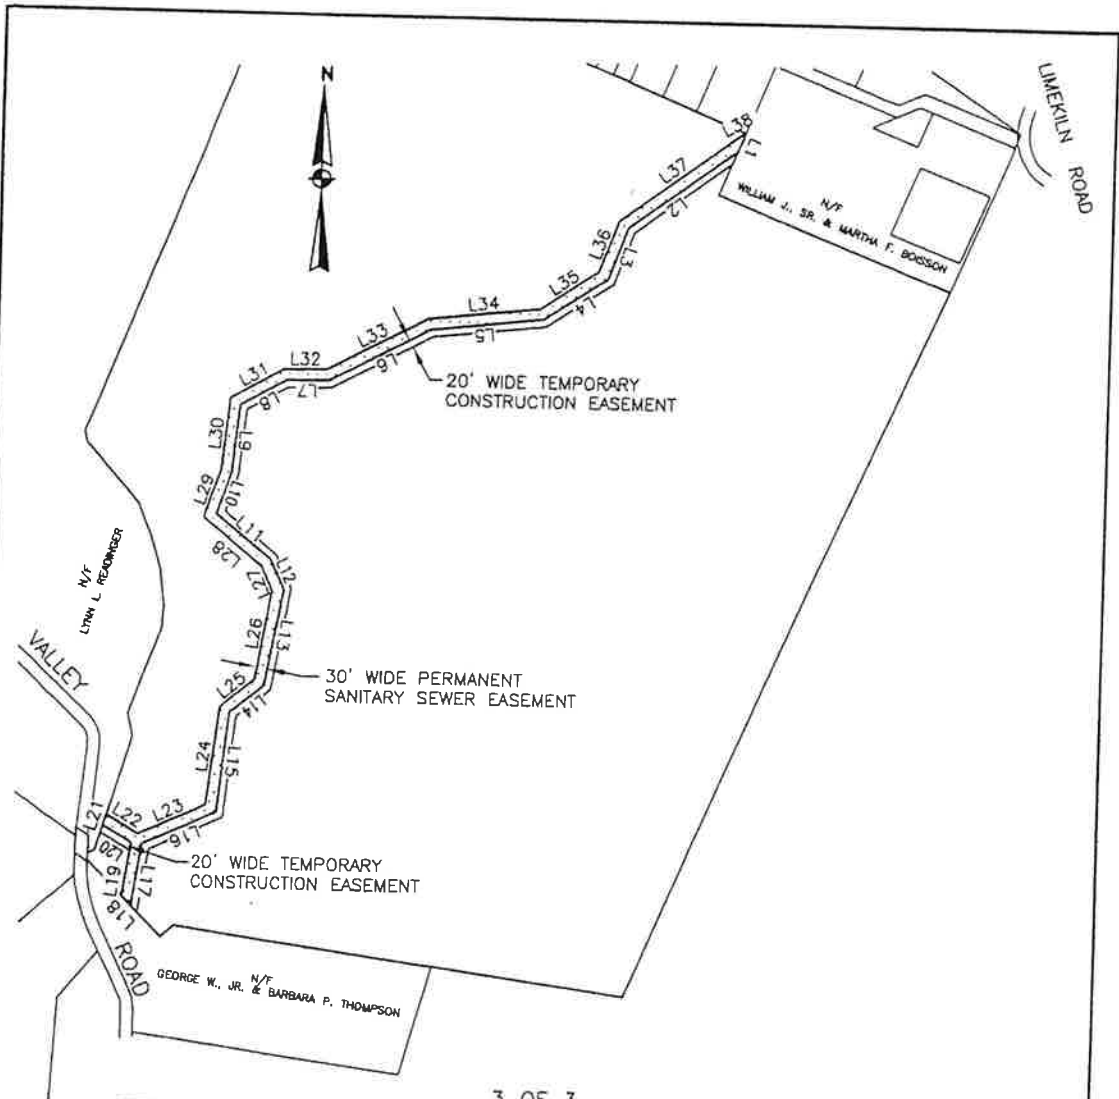 N
LIMEKILN ROAD
L38
L1
L37
L2
N/F
WILLIAM J., SR. & MARTHA F. BOISSON
L36
L3
L35
L4
L34
L5
L33
L6
20' WIDE TEMPORARY
CONSTRUCTION EASEMENT
L32
L7
L31
L8
L30
L9
L29
L10
L11
L28
L12
L27
N/F
LYNN L. READINGER
L26
L13
VALLEY
30' WIDE PERMANENT
SANITARY SEWER EASEMENT
L25
L14
L24
L15
L21
L22
L23
L16
L20
20' WIDE TEMPORARY
CONSTRUCTION EASEMENT
L19
L17
L18
ROAD
N/F
GEORGE W., JR. & BARBARA P. THOMPSON
3 OF 3